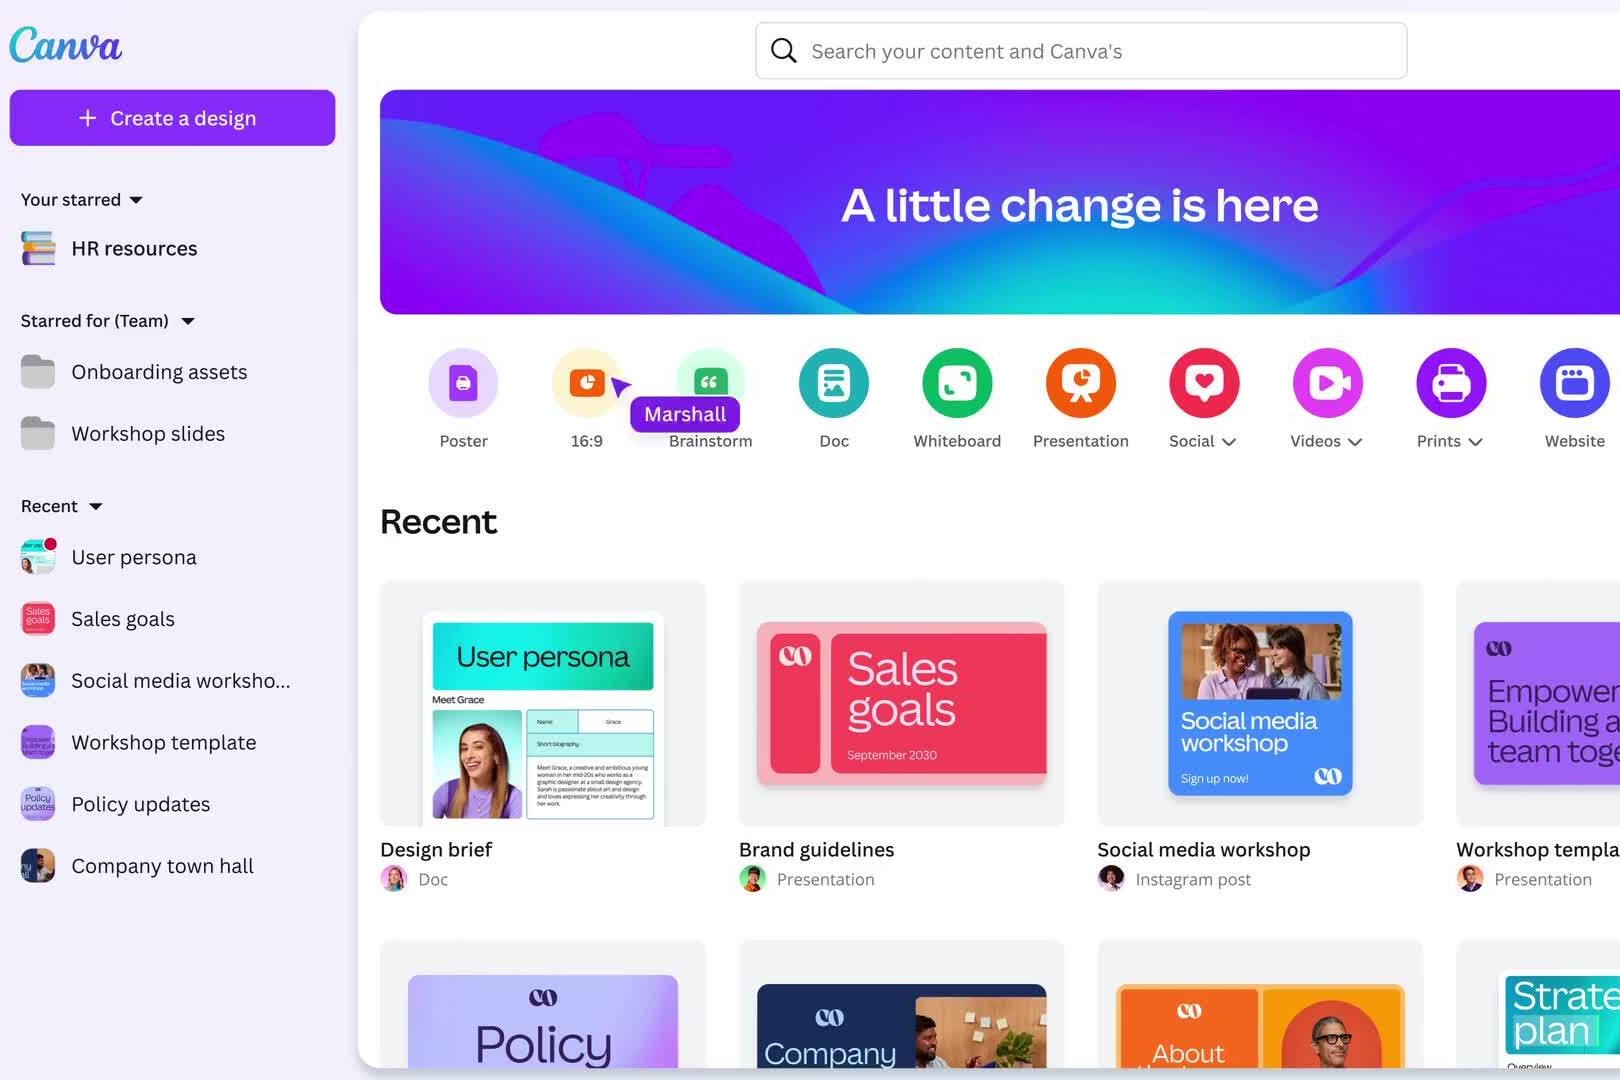 Canva
Search your content and Canva's
+ Create a design
A little change is here
Your starred
HR resources
Starred for (Team)
Onboarding assets
Workshop slides
Marshall
Poster
16:9
Brainstorm
Doc
Whiteboard
Presentation
Social
Videos
Prints
Website
Recent
User persona
Sales goals
Social media worksho...
Workshop template
Policy updates
Company town hall
Recent
User persona
Meet Grace
Name
Grace
Short biography
Meet Grace, a creative and ambitious young
woman in her mid-20s who works as a
graphic designer at a small design agency.
Sarah is passionate about art and design
and loves expressing her creativity through
her work.
Design brief
Doc
CO
Sales
goals
September 2030
Brand guidelines
Presentation
Social media
workshop
Sign up now!
CO
Social media workshop
Instagram post
CO
Empower
Building a
team toge
Workshop templa
Presentation
CO
Policy
CO
Company
CO
About
Strate
plan
Overview